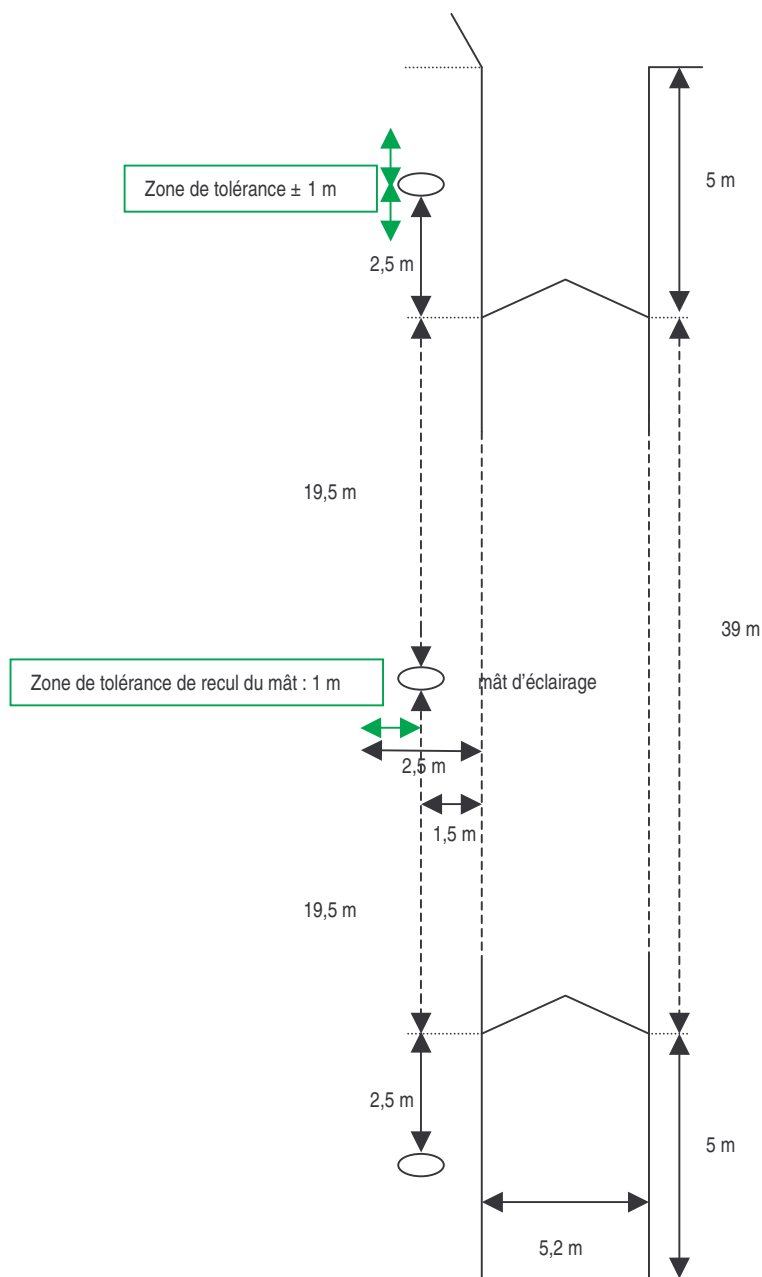 Zone de tolérance ± 1 m
5 m
2,5 m
19,5 m
39 m
Zone de tolérance de recul du mât : 1 m
mât d’éclairage
2,5 m
1,5 m
19,5 m
2,5 m
5 m
5,2 m